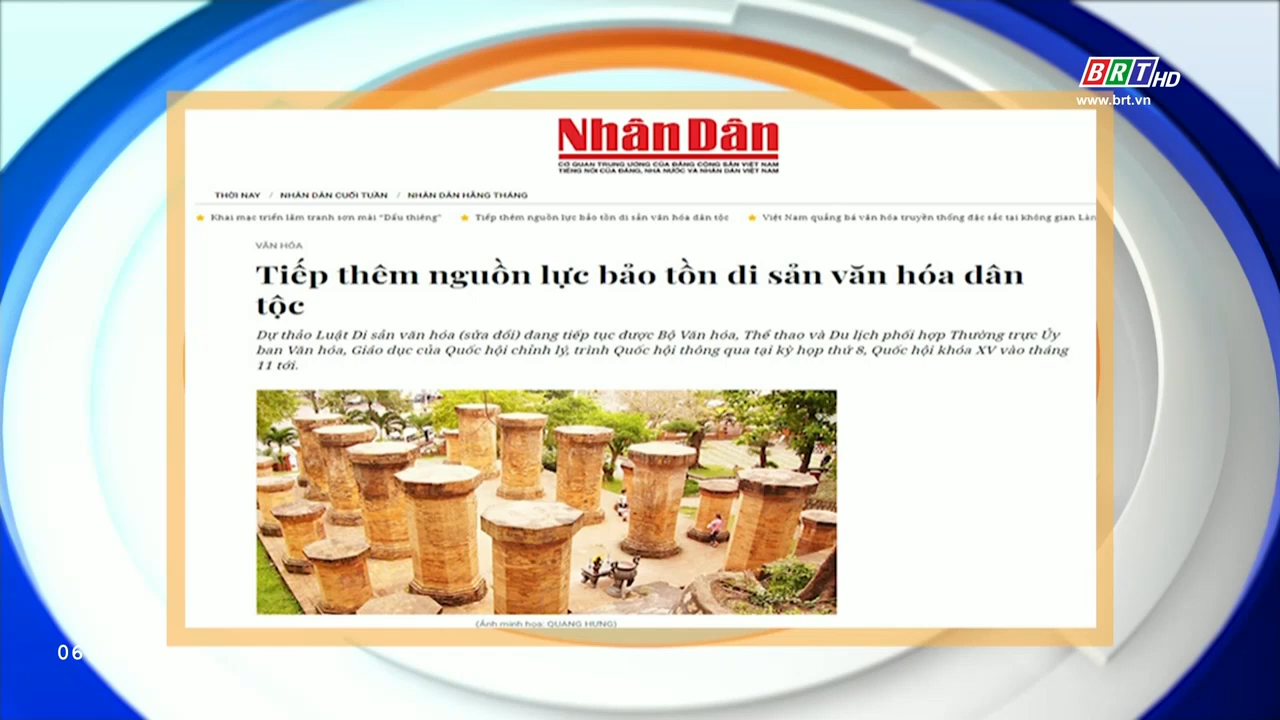 BRT HD
www.brt.vn
Nhân Dân
CƠ QUAN TRUNG ƯƠNG CỦA ĐẢNG CỘNG SẢN VIỆT NAM
TIẾNG NÓI CỦA ĐẢNG, NHÀ NƯỚC VÀ NHÂN DÂN VIỆT NAM
THỜI NAY / NHÂN DÂN CUỐI TUẦN / NHÂN DÂN HẰNG THÁNG
Khai mạc triển lãm tranh sơn mài "Dấu thiêng" Tiếp thêm nguồn lực bảo tồn di sản văn hóa dân tộc Việt Nam quảng bá văn hóa truyền thống đặc sắc tại không gian Làn
VĂN HÓA
Tiếp thêm nguồn lực bảo tồn di sản văn hóa dân
tộc
Dự thảo Luật Di sản văn hóa (sửa đổi) đang tiếp tục được Bộ Văn hóa, Thể thao và Du lịch phối hợp Thường trực Ủy
ban Văn hóa, Giáo dục của Quốc hội chỉnh lý, trình Quốc hội thông qua tại kỳ họp thứ 8, Quốc hội khóa XV vào tháng
11 tới.
(Ảnh minh họa: QUANG HƯNG)
06